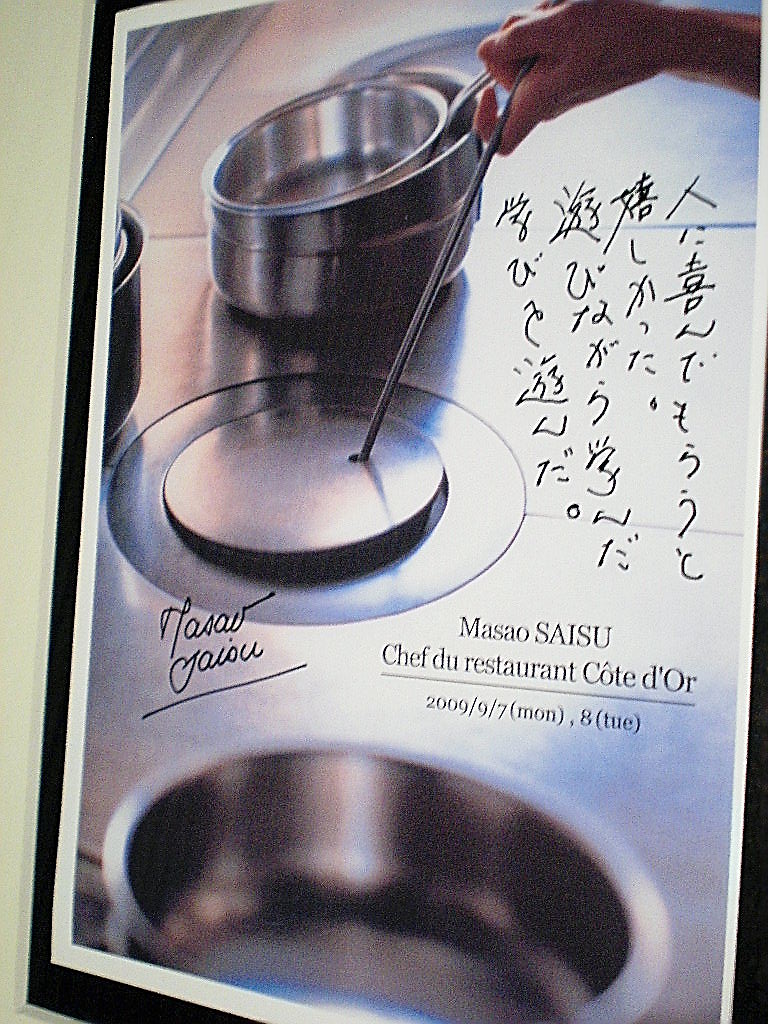 人に喜んでもらうと
嬉しかった。
遊びながら学んだ
学びと遊んだ。
Masao Saisu
Masao SAISU
Chef du restaurant Côte d'Or
2009/9/7(mon) , 8(tue)